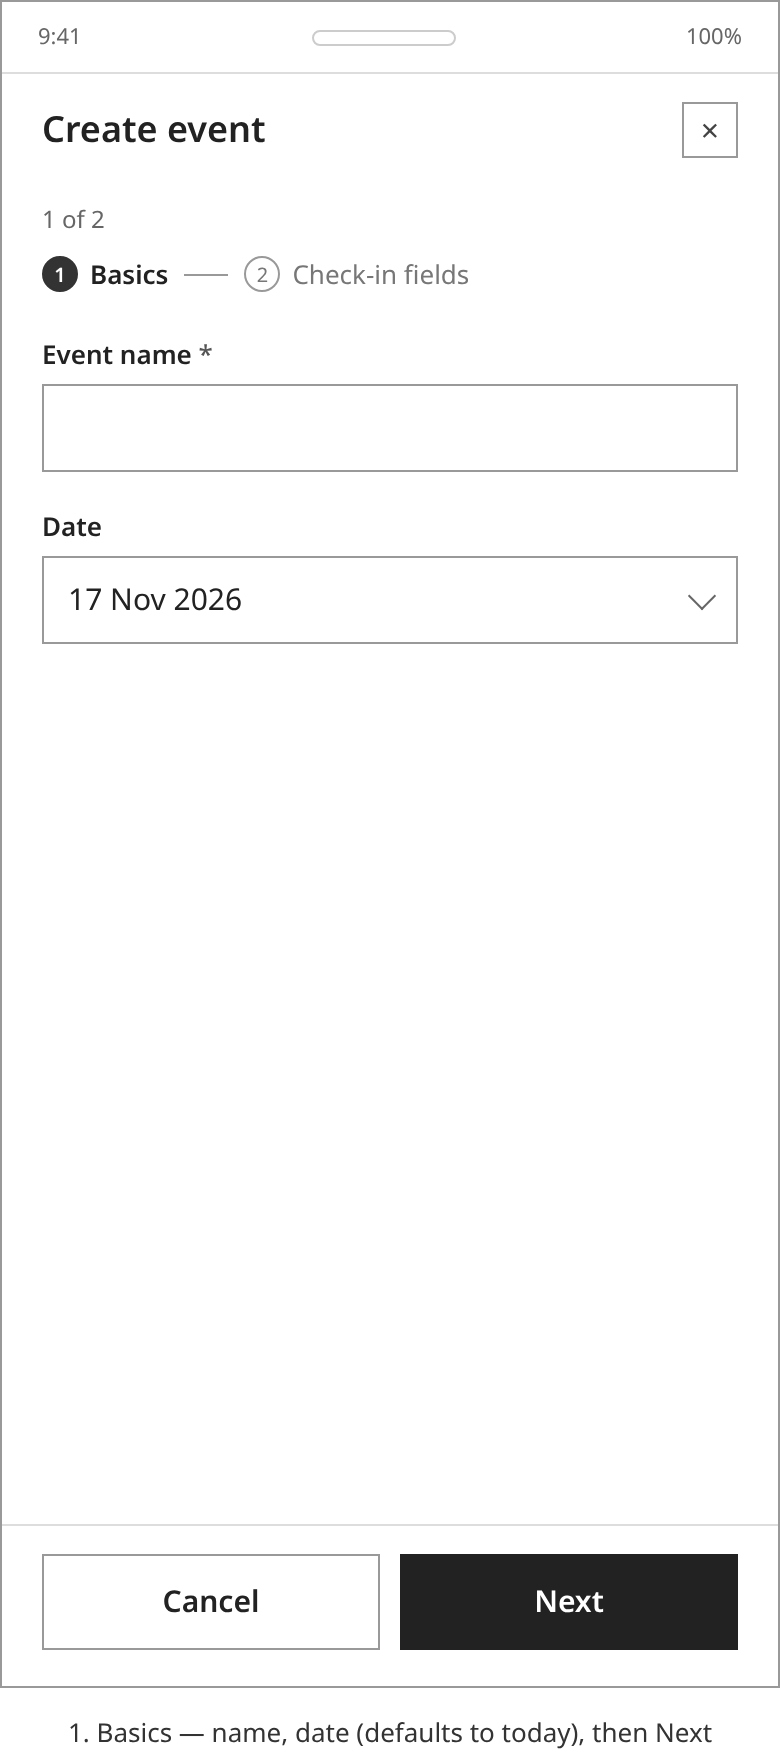 9:41 100%
Create event ×
1 of 2
1 Basics 2 Check-in fields
Event name *
Date
17 Nov 2026
Cancel Next
1. Basics — name, date (defaults to today), then Next